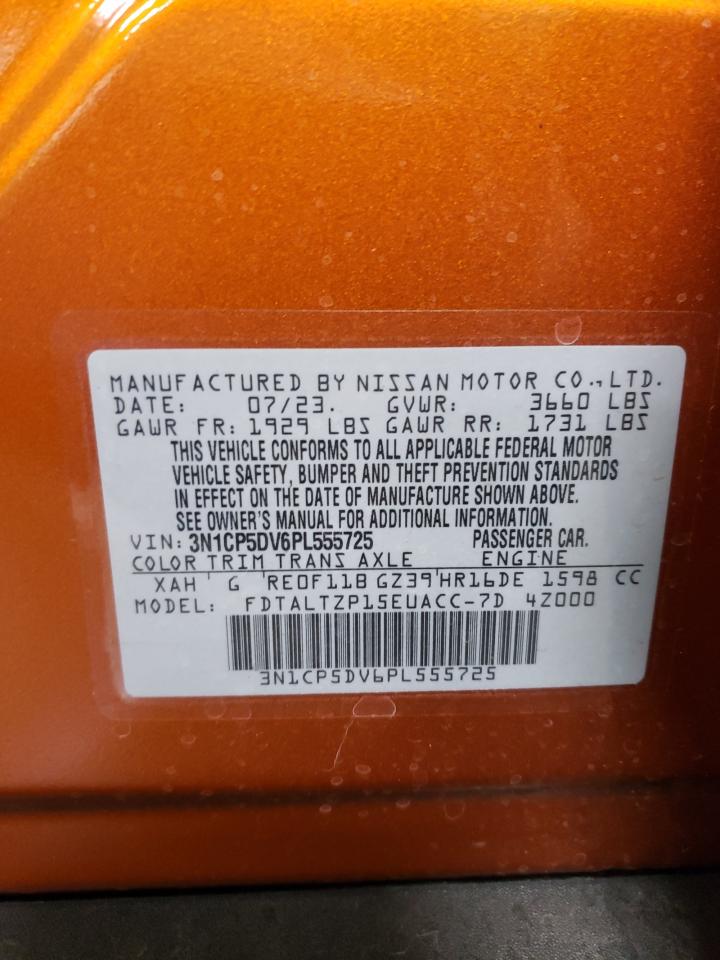 MANUFACTURED BY NISSAN MOTOR CO., LTD.
DATE: 07/23. GVWR: 3660 LBS
GAWR FR: 1929 LBS GAWR RR: 1731 LBS
THIS VEHICLE CONFORMS TO ALL APPLICABLE FEDERAL MOTOR
VEHICLE SAFETY, BUMPER AND THEFT PREVENTION STANDARDS
IN EFFECT ON THE DATE OF MANUFACTURE SHOWN ABOVE.
SEE OWNER'S MANUAL FOR ADDITIONAL INFORMATION.
VIN: 3N1CP5DV6PL555725 PASSENGER CAR.
COLOR TRIM TRANS AXLE ENGINE
XAH G RE0F11B GZ39 HR16DE 1598 CC
MODEL: FDTALTZP15EUACC-7D 4Z000
3N1CP5DV6PL555725